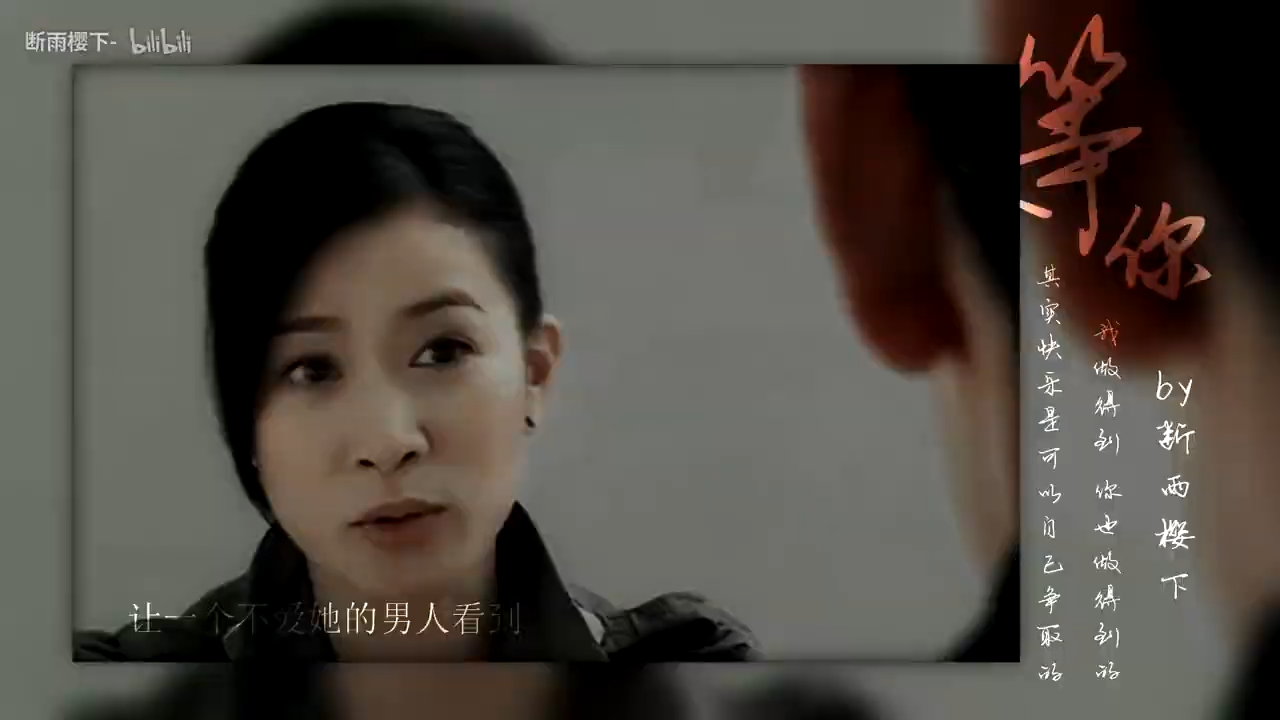 断雨樱下- bilibili
等你
其实快乐是可以自己争取的
我做得到 你也做得到的
by断雨樱下
让一个不爱她的男人看到